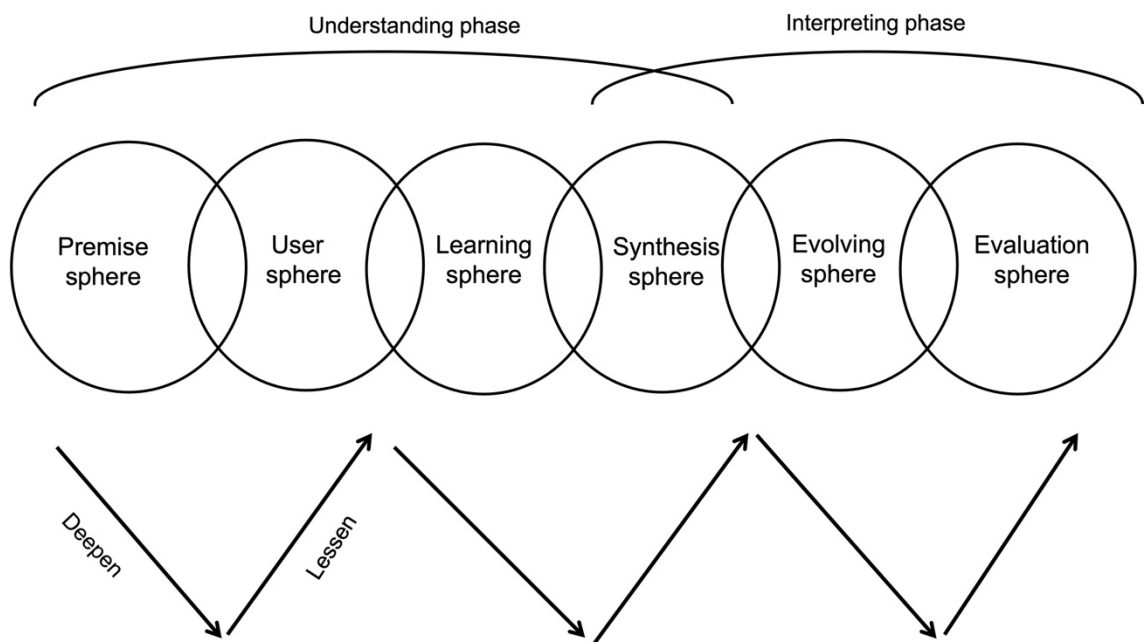 Understanding phase
Interpreting phase
Premise
sphere
User
sphere
Learning
sphere
Synthesis
sphere
Evolving
sphere
Evaluation
sphere
Deepen
Lessen